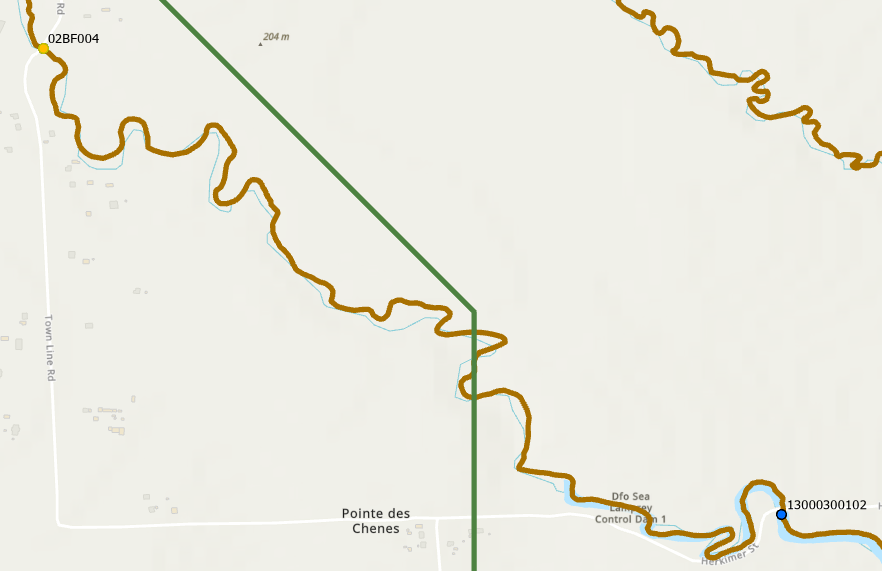 Rd
02BF004
204 m
Town Line Rd
Pointe des
Chenes
Dfo Sea
Lamprey
Control Dam 1
13000300102
H
Herkimer St